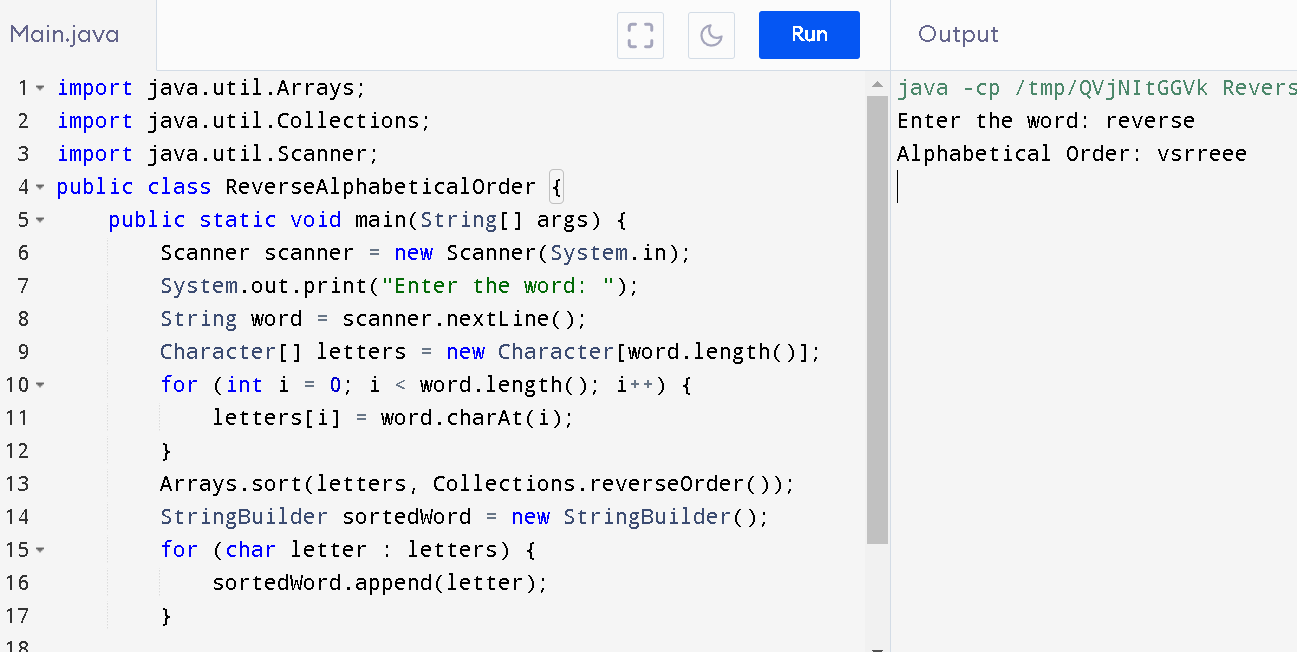 Main.java
Run
Output
1 import java.util.Arrays;
2 import java.util.Collections;
3 import java.util.Scanner;
4 public class ReverseAlphabeticalOrder {
5 public static void main(String[] args) {
6 Scanner scanner = new Scanner(System.in);
7 System.out.print("Enter the word: ");
8 String word = scanner.nextLine();
9 Character[] letters = new Character[word.length()];
10 for (int i = 0; i < word.length(); i++) {
11 letters[i] = word.charAt(i);
12 }
13 Arrays.sort(letters, Collections.reverseOrder());
14 StringBuilder sortedWord = new StringBuilder();
15 for (char letter : letters) {
16 sortedWord.append(letter);
17 }
18
java -cp /tmp/QVjNItGGVk Revers
Enter the word: reverse
Alphabetical Order: vsrreee